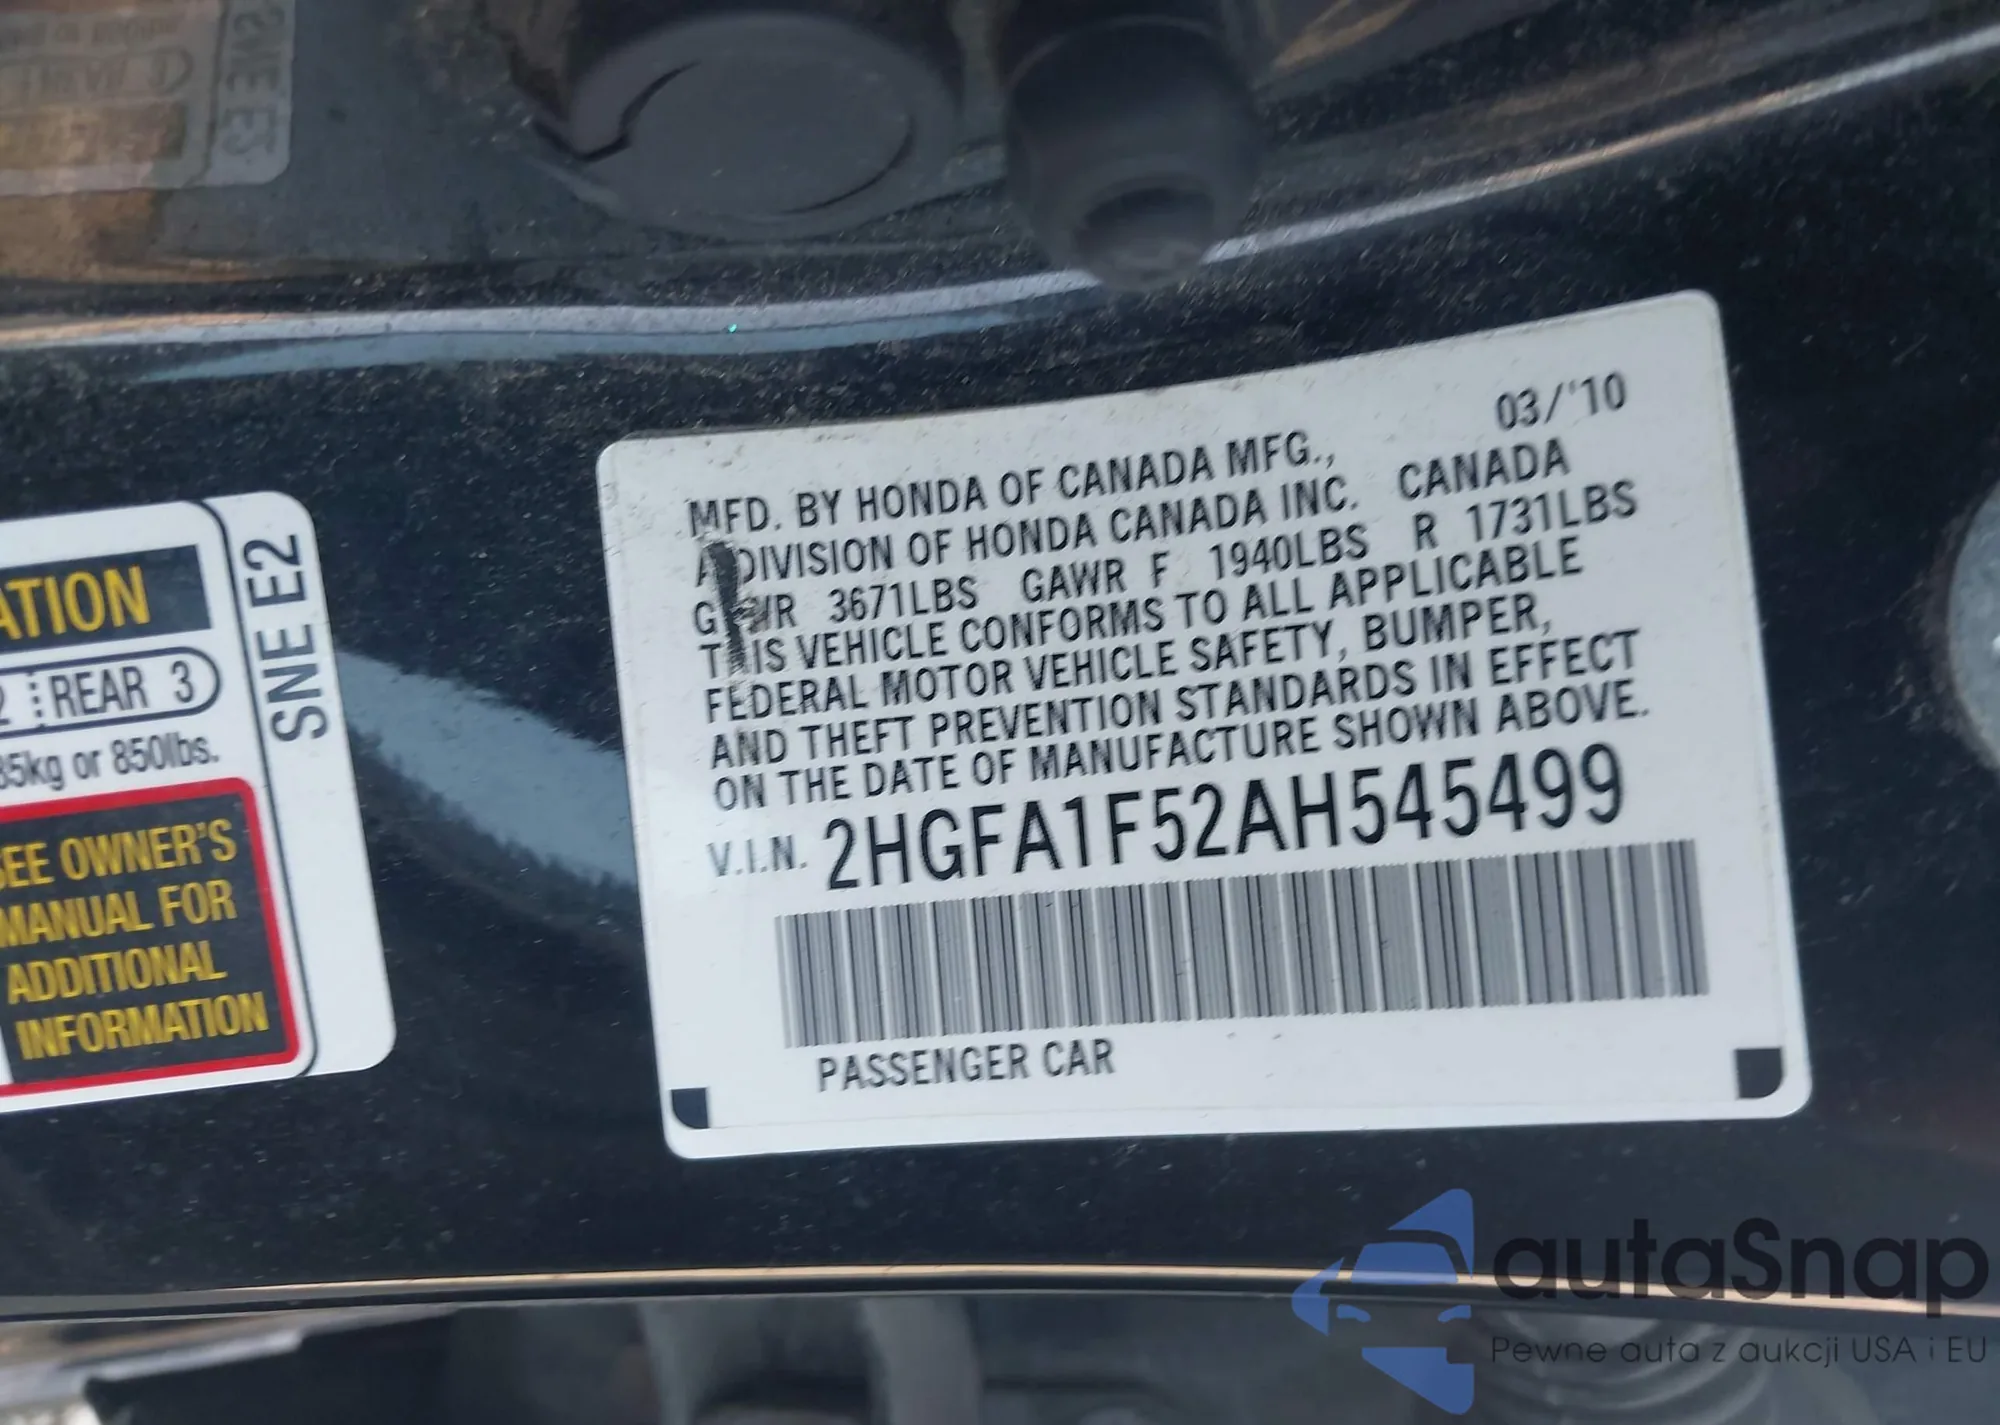 ATION
2 REAR 3
85kg or 850lbs.
SEE OWNER'S
MANUAL FOR
ADDITIONAL
INFORMATION
SNE E2
03/'10
MFD. BY HONDA OF CANADA MFG.,
A DIVISION OF HONDA CANADA INC. CANADA
GVWR 3671LBS GAWR F 1940LBS R 1731LBS
THIS VEHICLE CONFORMS TO ALL APPLICABLE
FEDERAL MOTOR VEHICLE SAFETY, BUMPER,
AND THEFT PREVENTION STANDARDS IN EFFECT
ON THE DATE OF MANUFACTURE SHOWN ABOVE.
V.I.N. 2HGFA1F52AH545499
PASSENGER CAR
autaSnap
Pewne auta z aukcji USA i EU